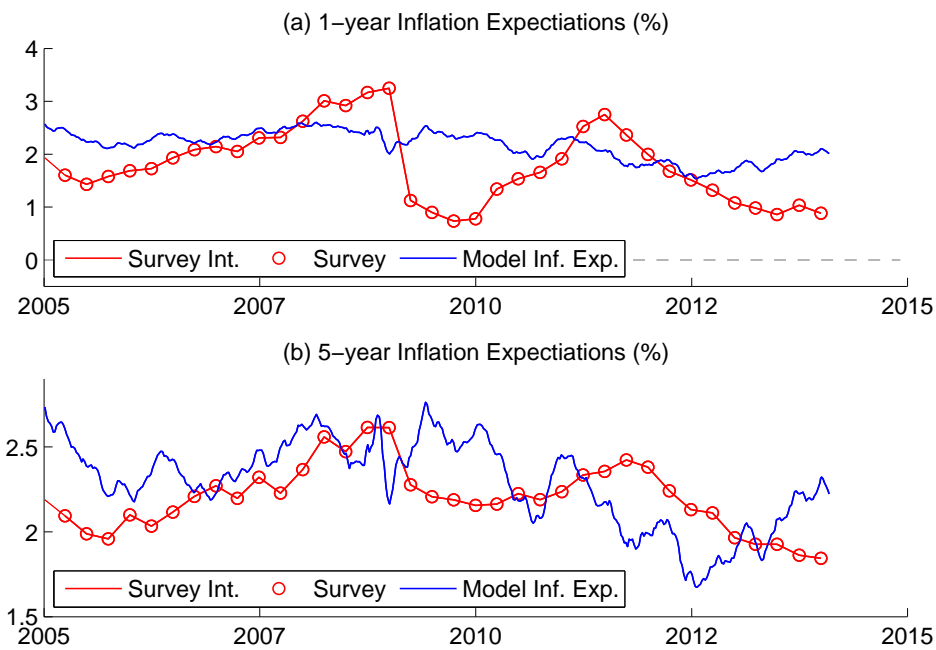 (a) 1−year Inflation Expectiations (%)
4
3
2
1
0
Survey Int. Survey Model Inf. Exp.
2005 2007 2010 2012 2015
(b) 5−year Inflation Expectiations (%)
2.5
2
1.5
Survey Int. Survey Model Inf. Exp.
2005 2007 2010 2012 2015